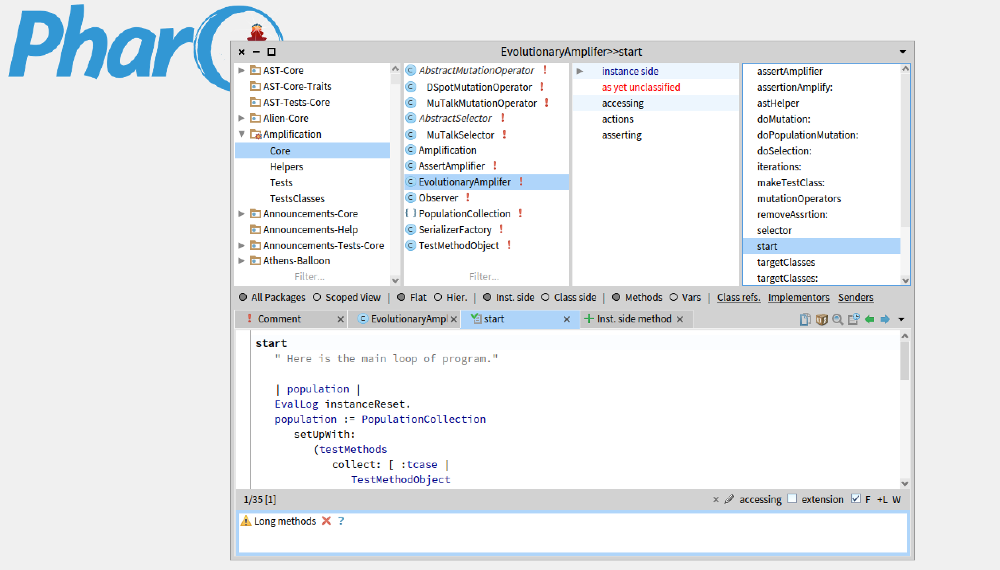 Pharo
EvolutionaryAmplifer>>start
AST-Core
AST-Core-Traits
AST-Tests-Core
Alien-Core
Amplification
Core
Helpers
Tests
TestsClasses
Announcements-Core
Announcements-Help
Announcements-Tests-Core
Athens-Balloon
Filter...
AbstractMutationOperator !
DSpotMutationOperator !
MuTalkMutationOperator !
AbstractSelector !
MuTalkSelector !
Amplification
AssertAmplifier !
EvolutionaryAmplifer !
Observer !
{ } PopulationCollection !
SerializerFactory !
TestMethodObject !
Filter...
instance side
as yet unclassified
accessing
actions
asserting
assertAmplifier
assertionAmplify:
astHelper
doMutation:
doPopulationMutation:
doSelection:
iterations:
makeTestClass:
mutationOperators
removeAssrtion:
selector
start
targetClasses
targetClasses:
All Packages Scoped View | Flat Hier. | Inst. side Class side | Methods Vars | Class refs. Implementors Senders
! Comment C EvolutionaryAmpl start Inst. side method
start
" Here is the main loop of program."
| population |
EvalLog instanceReset.
population := PopulationCollection
setUpWith:
(testMethods
collect: [ :tcase |
TestMethodObject
1/35 [1] accessing extension F +L W
Long methods ?